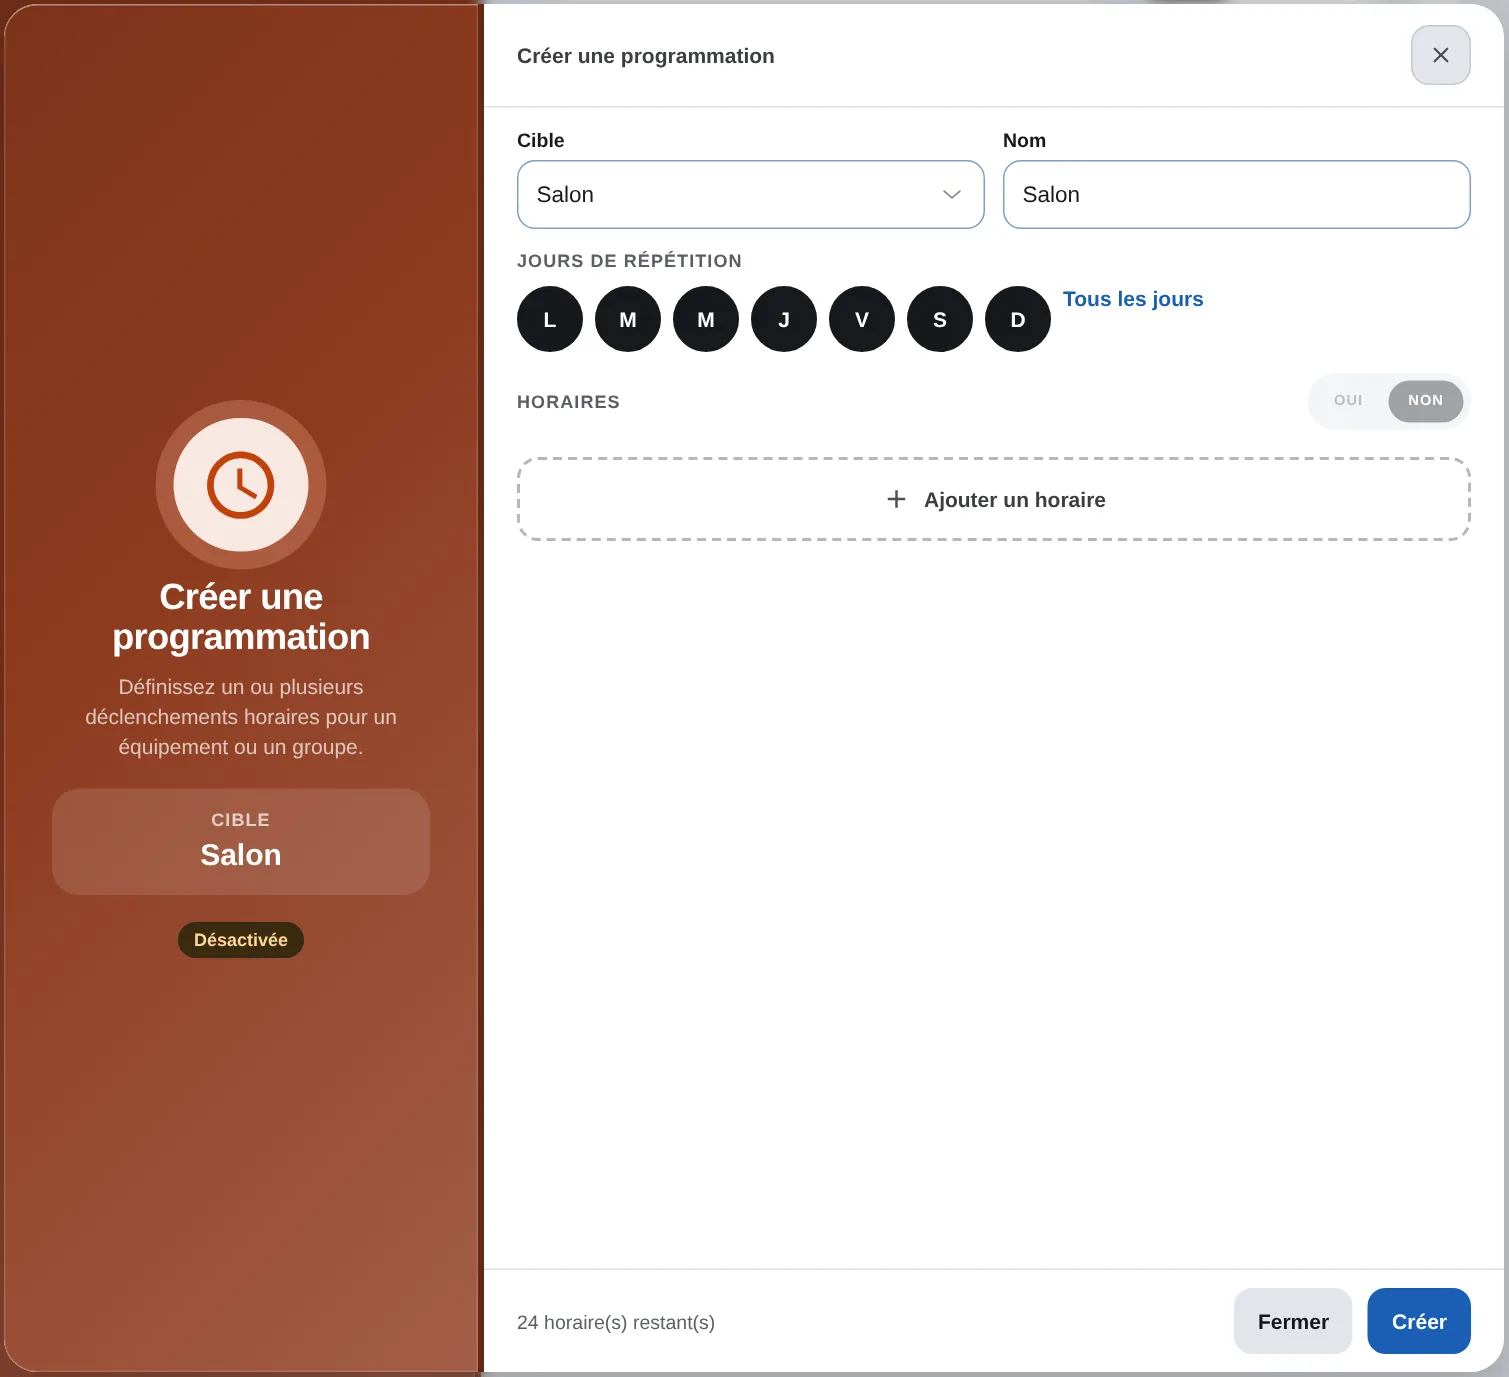 Créer une
programmation
Définissez un ou plusieurs
déclenchements horaires pour un
équipement ou un groupe.
CIBLE
Salon
Désactivée
Créer une programmation
Cible
Nom
Salon
Salon
JOURS DE RÉPÉTITION
L M M J V S D Tous les jours
HORAIRES
OUI NON
Ajouter un horaire
24 horaire(s) restant(s)
Fermer
Créer